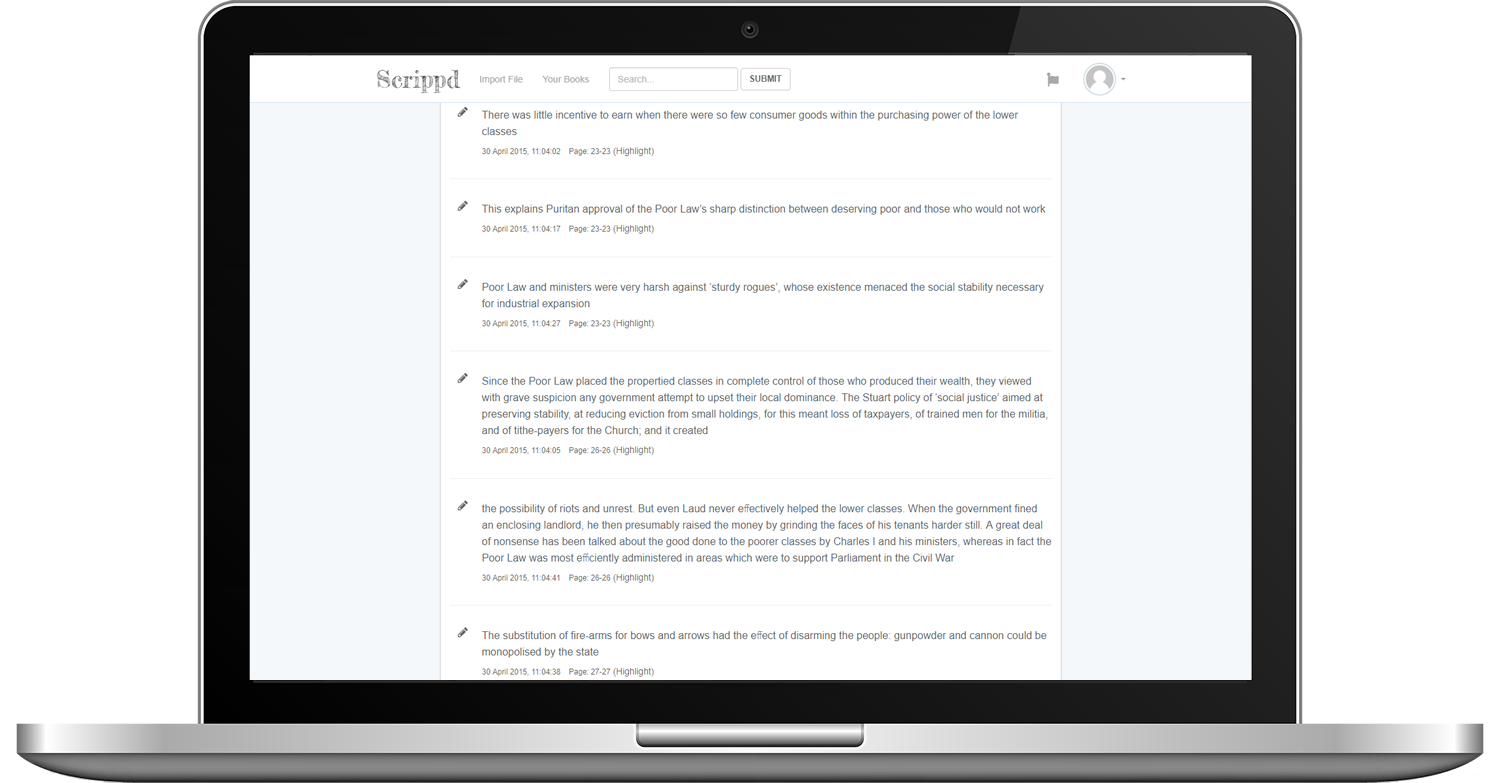 Scrippd Import File Your Books Search... SUBMIT
There was little incentive to earn when there were so few consumer goods within the purchasing power of the lower
classes
30 April 2015, 11:04:02 Page: 23-23 (Highlight)
This explains Puritan approval of the Poor Law's sharp distinction between deserving poor and those who would not work
30 April 2015, 11:04:17 Page: 23-23 (Highlight)
Poor Law and ministers were very harsh against 'sturdy rogues', whose existence menaced the social stability necessary
for industrial expansion
30 April 2015, 11:04:27 Page: 23-23 (Highlight)
Since the Poor Law placed the propertied classes in complete control of those who produced their wealth, they viewed
with grave suspicion any government attempt to upset their local dominance. The Stuart policy of 'social justice' aimed at
preserving stability, at reducing eviction from small holdings, for this meant loss of taxpayers, of trained men for the militia,
and of tithe-payers for the Church; and it created
30 April 2015, 11:04:05 Page: 26-26 (Highlight)
the possibility of riots and unrest. But even Laud never effectively helped the lower classes. When the government fined
an enclosing landlord, he then presumably raised the money by grinding the faces of his tenants harder still. A great deal
of nonsense has been talked about the good done to the poorer classes by Charles I and his ministers, whereas in fact the
Poor Law was most efficiently administered in areas which were to support Parliament in the Civil War
30 April 2015, 11:04:41 Page: 26-26 (Highlight)
The substitution of fire-arms for bows and arrows had the effect of disarming the people: gunpowder and cannon could be
monopolised by the state
30 April 2015, 11:04:38 Page: 27-27 (Highlight)